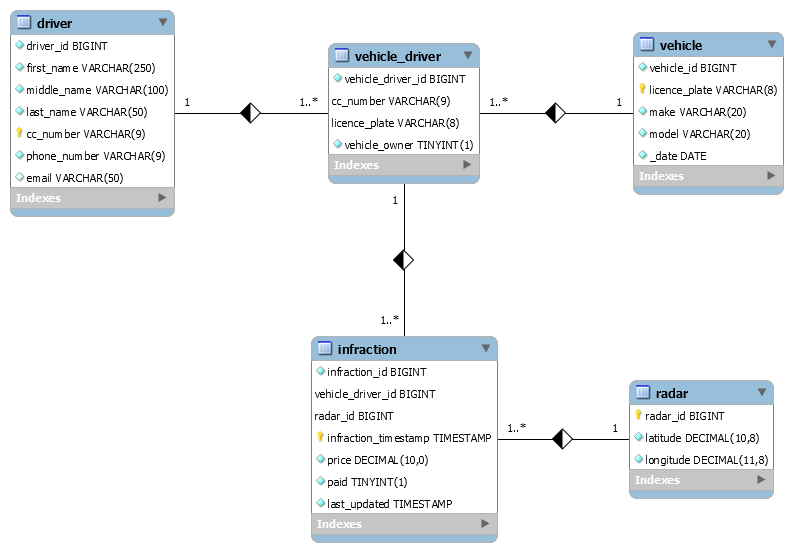 driver
driver_id BIGINT
first_name VARCHAR(250)
middle_name VARCHAR(100)
last_name VARCHAR(50)
cc_number VARCHAR(9)
phone_number VARCHAR(9)
email VARCHAR(50)
Indexes
1
1..*
vehicle_driver
vehicle_driver_id BIGINT
cc_number VARCHAR(9)
licence_plate VARCHAR(8)
vehicle_owner TINYINT(1)
Indexes
1..*
1
vehicle
vehicle_id BIGINT
licence_plate VARCHAR(8)
make VARCHAR(20)
model VARCHAR(20)
_date DATE
Indexes
1
1..*
infraction
infraction_id BIGINT
vehicle_driver_id BIGINT
radar_id BIGINT
infraction_timestamp TIMESTAMP
price DECIMAL(10,0)
paid TINYINT(1)
last_updated TIMESTAMP
Indexes
1..*
1
radar
radar_id BIGINT
latitude DECIMAL(10,8)
longitude DECIMAL(11,8)
Indexes